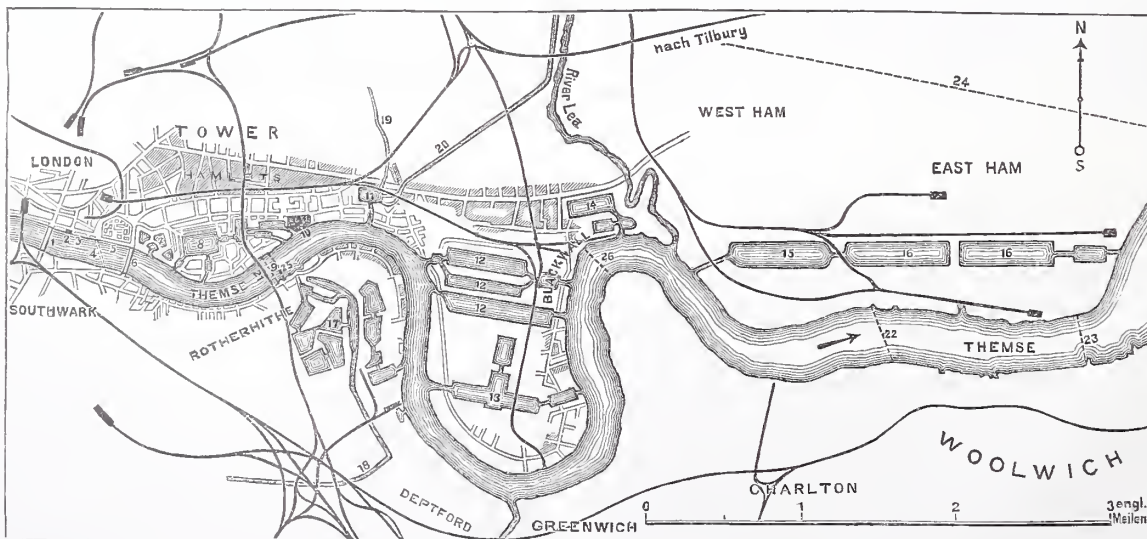 nach Tilbury
N
24
River Lea
WEST HAM
S
19
20
TOWER
HAMLETS
LONDON
EAST HAM
11
14
8
10
1
2
3
4
9
21
25
THEMSE
12
12
12
BLACKWALL
26
15
16
16
SOUTHWARK
ROTHERHITHE
17
22
THEMSE
23
13
18
DEPTFORD
GREENWICH
CHARLTON
WOOLWICH
0 1 2 3 engl.
Meilen